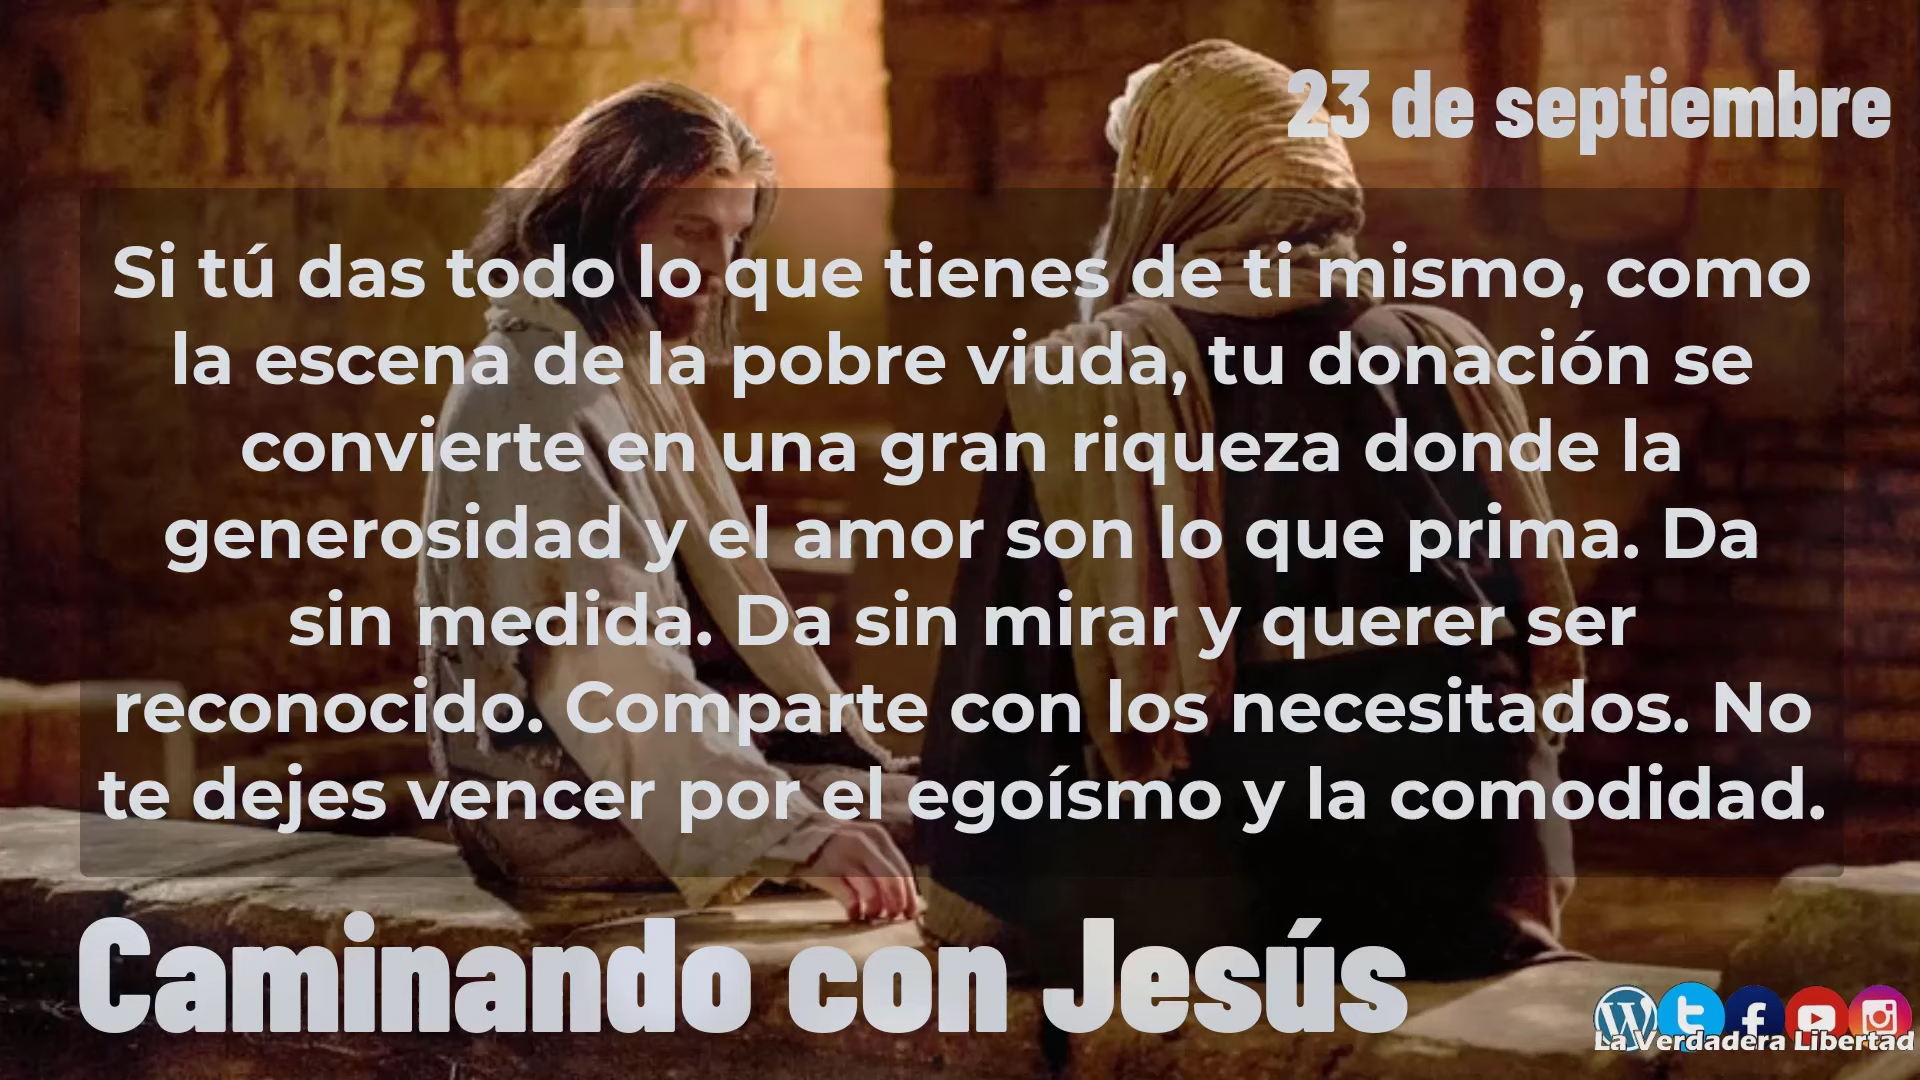 23 de septiembre
Si tú das todo lo que tienes de ti mismo, como
la escena de la pobre viuda, tu donación se
convierte en una gran riqueza donde la
generosidad y el amor son lo que prima. Da
sin medida. Da sin mirar y querer ser
reconocido. Comparte con los necesitados. No
te dejes vencer por el egoísmo y la comodidad.
Caminando con Jesús
La Verdadera Libertad